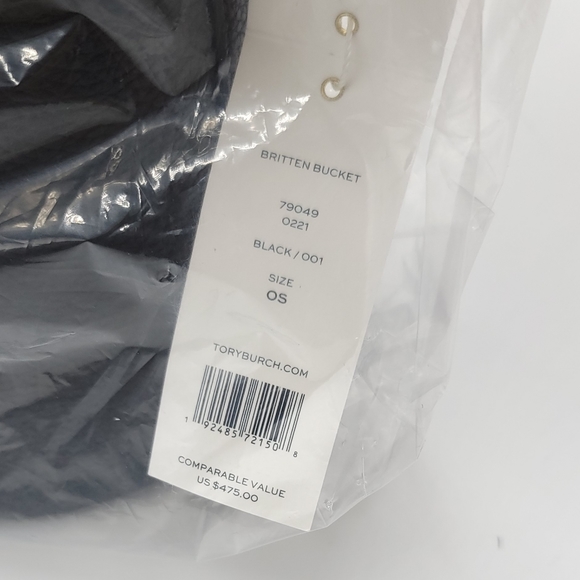 BRITTEN BUCKET
79049
0221
BLACK / 001
SIZE
OS
TORYBURCH.COM
1 92485 72150 8
COMPARABLE VALUE
US $475.00